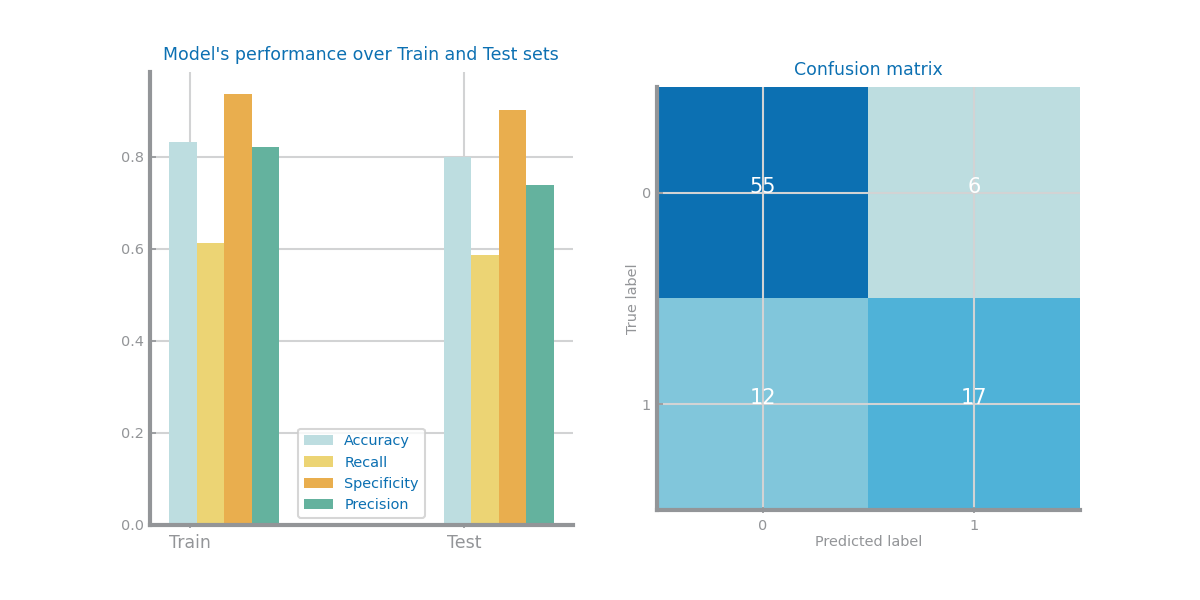 Model's performance over Train and Test sets
0.8
0.6
0.4
0.2
0.0
Accuracy
Recall
Specificity
Precision
Train
Test
Confusion matrix
True label
0
1
55
6
12
17
0
1
Predicted label